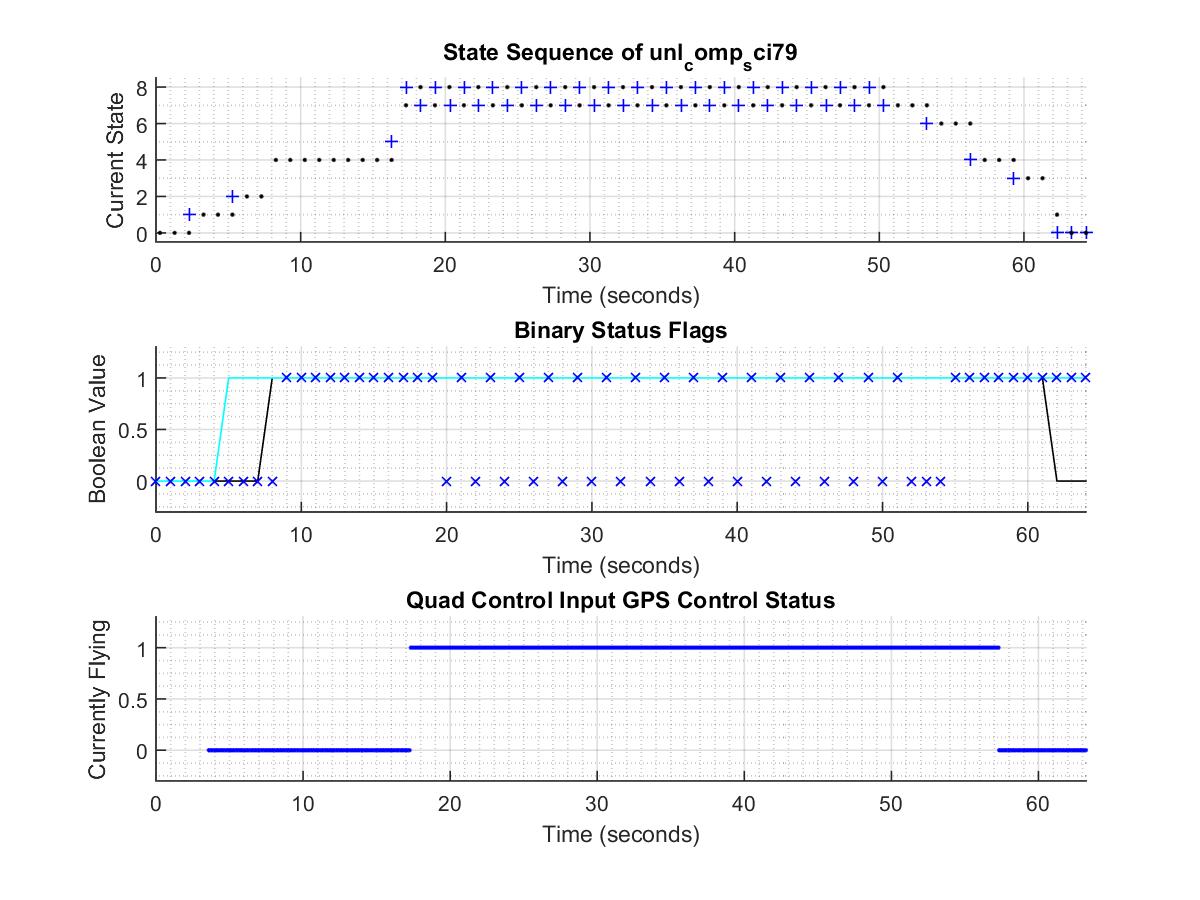 State Sequence of unlcompsci79
8
6
4
2
0
Current State
0 10 20 30 40 50 60
Time (seconds)
Binary Status Flags
1
0.5
0
Boolean Value
0 10 20 30 40 50 60
Time (seconds)
Quad Control Input GPS Control Status
1
0.5
0
Currently Flying
0 10 20 30 40 50 60
Time (seconds)